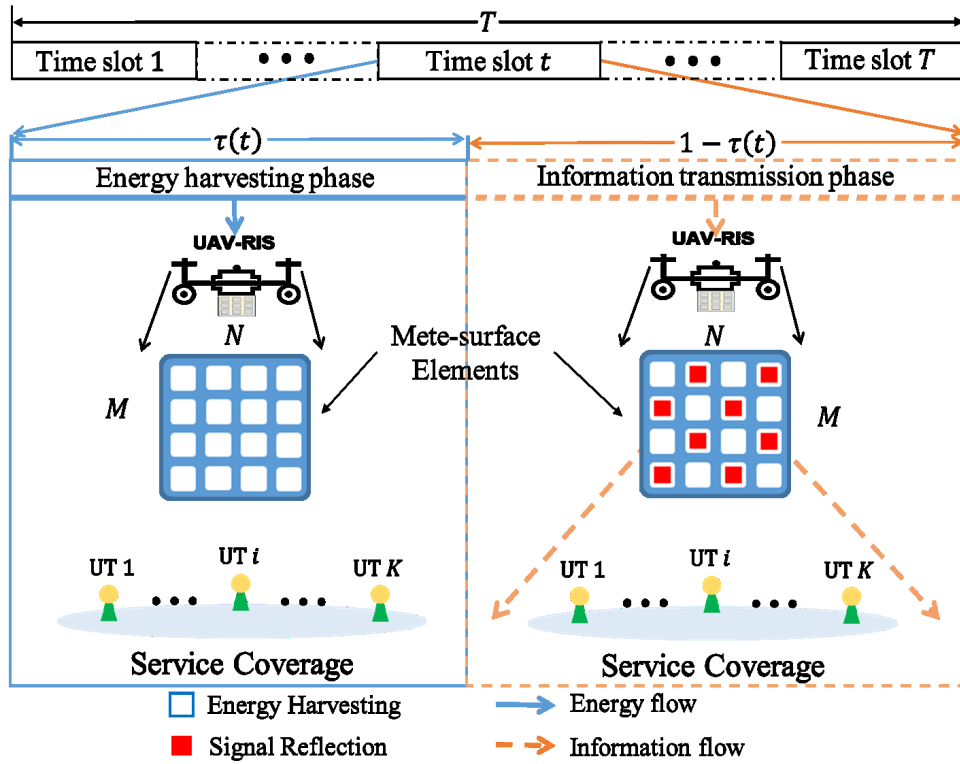 T
Time slot 1
• • •
Time slot t
• • •
Time slot T
τ(t)
1 − τ(t)
Energy harvesting phase
Information transmission phase
UAV-RIS
UAV-RIS
N
N
Mete-surface
Elements
M
M
UT 1
• • •
UT i
• • •
UT K
UT 1
• • •
UT i
• • •
UT K
Service Coverage
Service Coverage
Energy Harvesting
Energy flow
Signal Reflection
Information flow